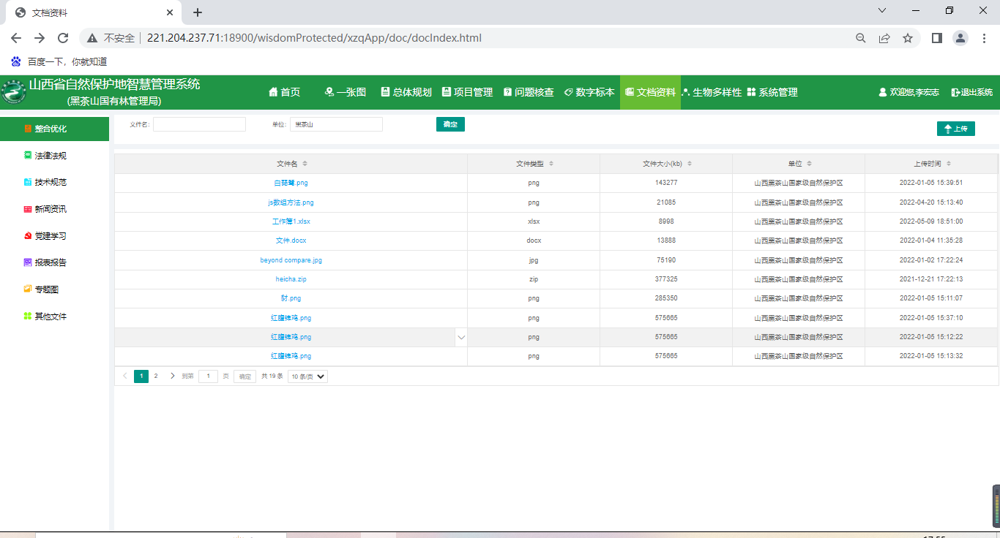 文档资料
不安全 221.204.237.71:18900/wisdomProtected/xzqApp/doc/docIndex.html
百度一下，你就知道
山西省自然保护地智慧管理系统
(黑茶山国有林管理局)
首页 一张图 总体规划 项目管理 问题核查 数字标本 文档资料 生物多样性 系统管理 欢迎您,李宏志 退出系统
整合优化
法律法规
技术规范
新闻资讯
党建学习
报表报告
专题图
其他文件
文件名: 单位: 黑茶山 确定 上传
文件名 文件类型 文件大小(kb) 单位 上传时间
白琵鹭.png png 143277 山西黑茶山国家级自然保护区 2022-01-05 15:39:51
js数组方法.png png 21085 山西黑茶山国家级自然保护区 2022-04-20 15:13:40
工作簿1.xlsx xlsx 8998 山西黑茶山国家级自然保护区 2022-05-09 18:51:00
文件.docx docx 13888 山西黑茶山国家级自然保护区 2022-01-04 11:35:28
beyond compare.jpg jpg 75190 山西黑茶山国家级自然保护区 2022-01-02 17:22:24
heicha.zip zip 377325 山西黑茶山国家级自然保护区 2021-12-21 17:22:13
豺.png png 285350 山西黑茶山国家级自然保护区 2022-01-05 15:11:07
红腹锦鸡.png png 575665 山西黑茶山国家级自然保护区 2022-01-05 15:37:10
红腹锦鸡.png png 575665 山西黑茶山国家级自然保护区 2022-01-05 15:12:22
红腹锦鸡.png png 575665 山西黑茶山国家级自然保护区 2022-01-05 15:13:32
1 2 到第 1 页 确定 共 19 条 10 条/页